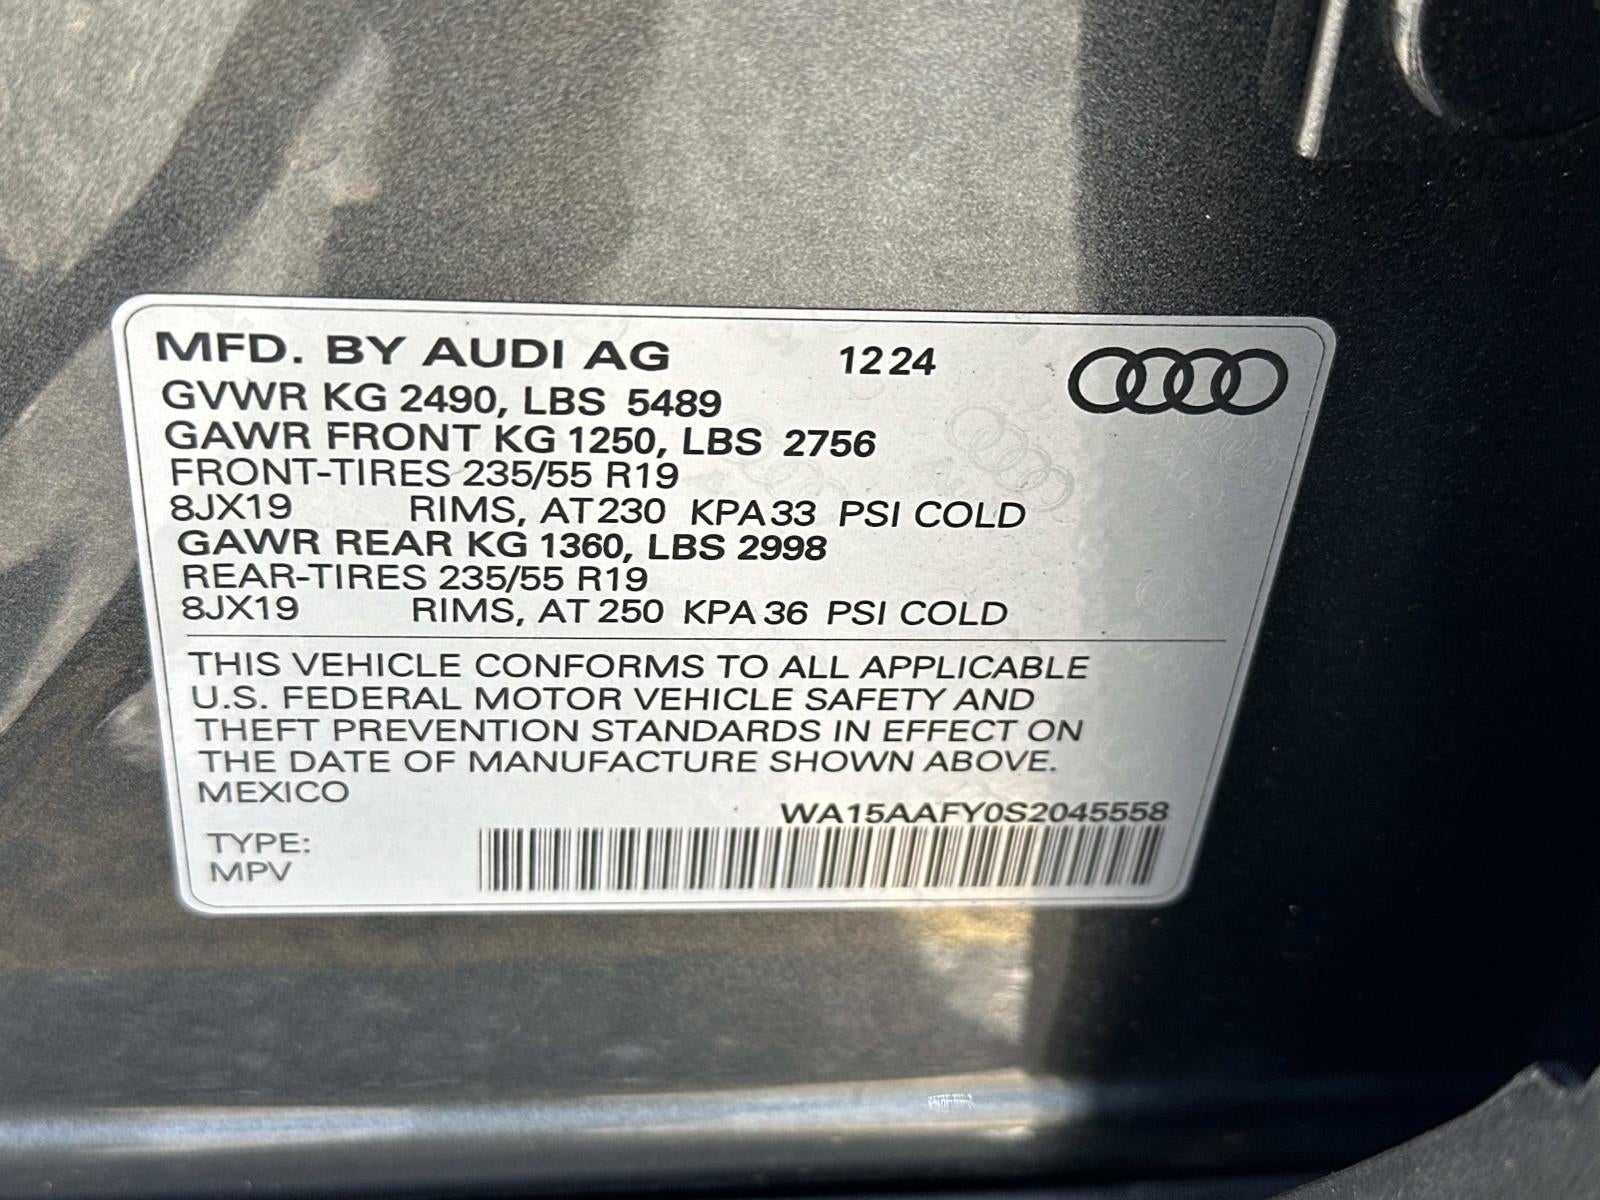 MFD. BY AUDI AG 12 24
GVWR KG 2490, LBS 5489
GAWR FRONT KG 1250, LBS 2756
FRONT-TIRES 235/55 R19
8JX19 RIMS, AT 230 KPA 33 PSI COLD
GAWR REAR KG 1360, LBS 2998
REAR-TIRES 235/55 R19
8JX19 RIMS, AT 250 KPA 36 PSI COLD
THIS VEHICLE CONFORMS TO ALL APPLICABLE
U.S. FEDERAL MOTOR VEHICLE SAFETY AND
THEFT PREVENTION STANDARDS IN EFFECT ON
THE DATE OF MANUFACTURE SHOWN ABOVE.
MEXICO
WA15AAFY0S2045558
TYPE:
MPV